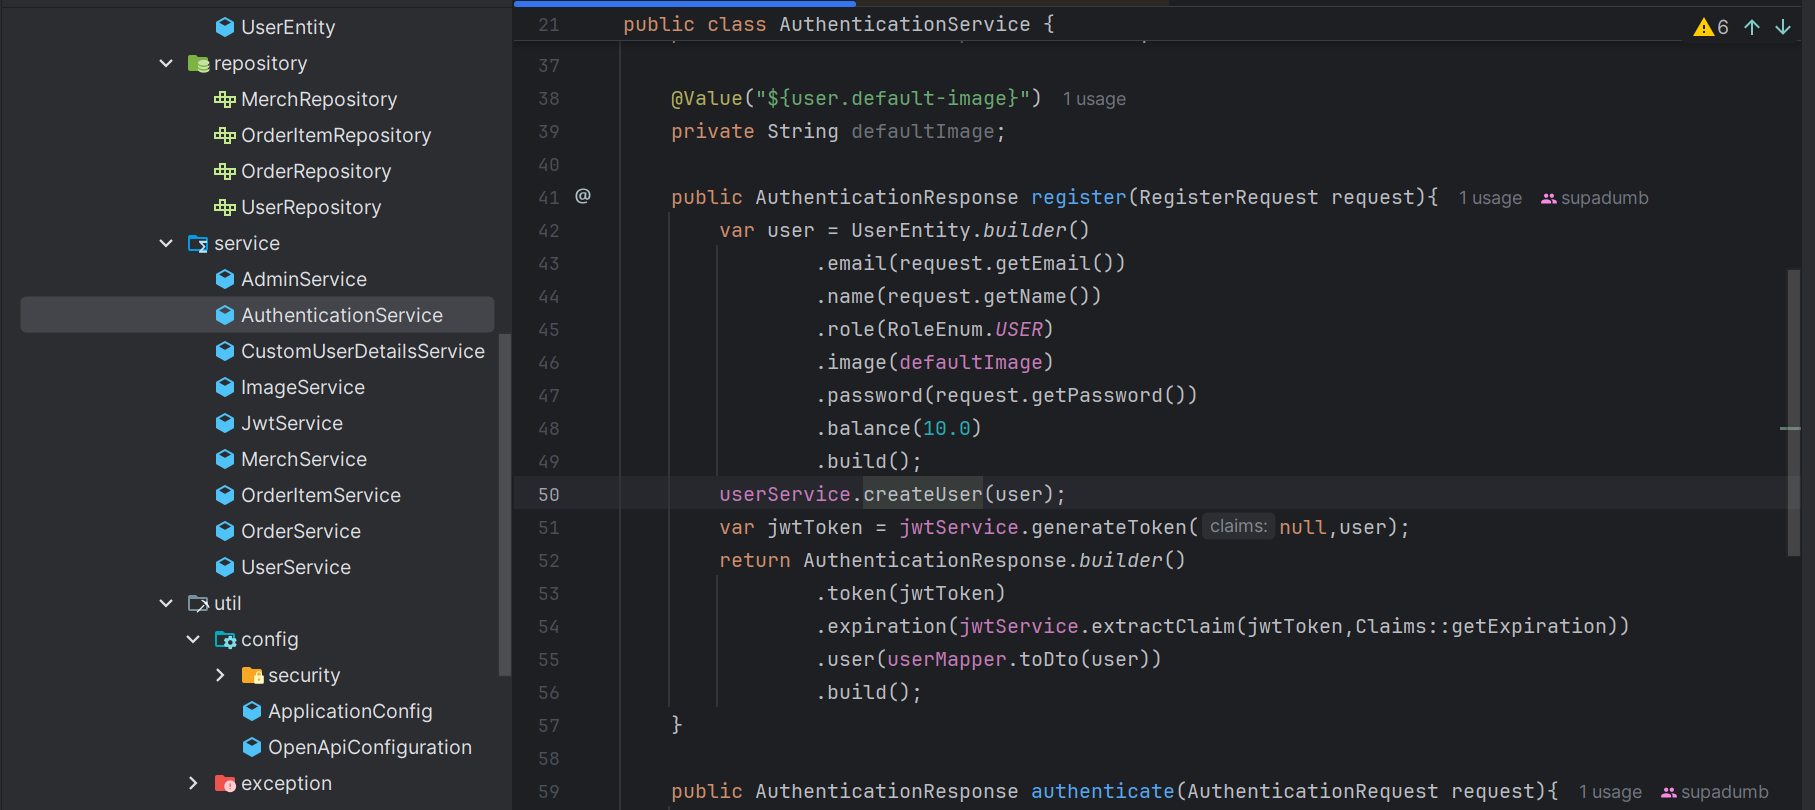 UserEntity
repository
MerchRepository
OrderItemRepository
OrderRepository
UserRepository
service
AdminService
AuthenticationService
CustomUserDetailsService
ImageService
JwtService
MerchService
OrderItemService
OrderService
UserService
util
config
security
ApplicationConfig
OpenApiConfiguration
exception
21 public class AuthenticationService {
6
37
38 @Value("${user.default-image}") 1 usage
39 private String defaultImage;
40
41 @ public AuthenticationResponse register(RegisterRequest request){ 1 usage supadumb
42 var user = UserEntity.builder()
43 .email(request.getEmail())
44 .name(request.getName())
45 .role(RoleEnum.USER)
46 .image(defaultImage)
47 .password(request.getPassword())
48 .balance(10.0)
49 .build();
50 userService.createUser(user);
51 var jwtToken = jwtService.generateToken( claims: null,user);
52 return AuthenticationResponse.builder()
53 .token(jwtToken)
54 .expiration(jwtService.extractClaim(jwtToken,Claims::getExpiration))
55 .user(userMapper.toDto(user))
56 .build();
57 }
58
59 public AuthenticationResponse authenticate(AuthenticationRequest request){ 1 usage supadumb